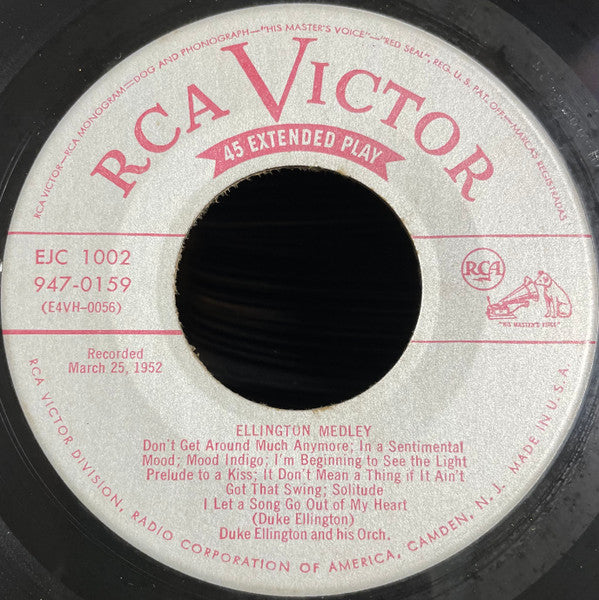 RCA VICTOR—RCA MONOGRAM—DOG AND PHONOGRAPH—"HIS MASTER'S VOICE"—"RED SEAL", REG. U. S. PAT. OFF.—MARCAS REGISTRADAS
RCA VICTOR
45 EXTENDED PLAY
EJC 1002
947-0159
(E4VH-0056)
RCA
"HIS MASTER'S VOICE"
Recorded
March 25, 1952
ELLINGTON MEDLEY
Don't Get Around Much Anymore; In a Sentimental
Mood; Mood Indigo; I'm Beginning to See the Light
Prelude to a Kiss; It Don't Mean a Thing if It Ain't
Got That Swing; Solitude
I Let a Song Go Out of My Heart
(Duke Ellington)
Duke Ellington and his Orch.
RCA VICTOR DIVISION, RADIO CORPORATION OF AMERICA, CAMDEN, N. J. MADE IN U.S.A.